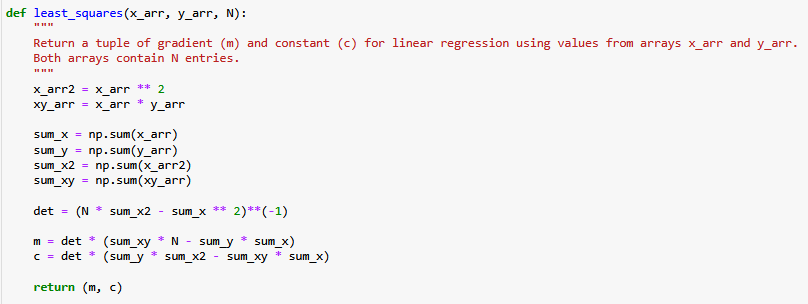 def least_squares(x_arr, y_arr, N):
    """
    Return a tuple of gradient (m) and constant (c) for linear regression using values from arrays x_arr and y_arr.
    Both arrays contain N entries.
    """
    x_arr2 = x_arr ** 2
    xy_arr = x_arr * y_arr

    sum_x = np.sum(x_arr)
    sum_y = np.sum(y_arr)
    sum_x2 = np.sum(x_arr2)
    sum_xy = np.sum(xy_arr)

    det = (N * sum_x2 - sum_x ** 2)**(-1)

    m = det * (sum_xy * N - sum_y * sum_x)
    c = det * (sum_y * sum_x2 - sum_xy * sum_x)

    return (m, c)